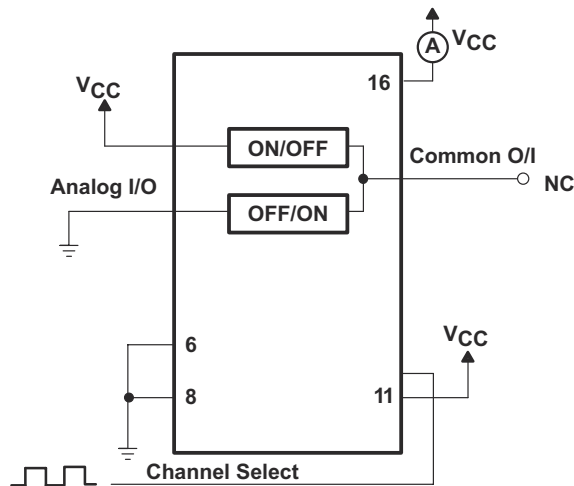 A VCC
16
VCC
ON/OFF
Common O/I
Analog I/O
NC
OFF/ON
6
VCC
8
11
Channel Select